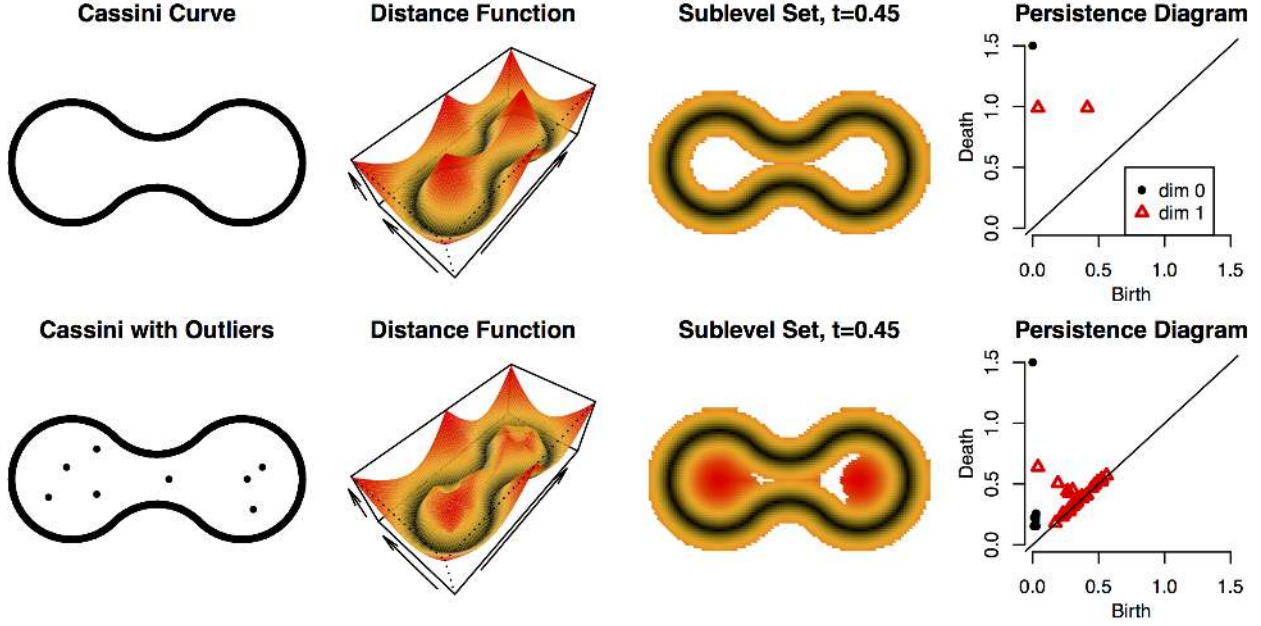 Cassini Curve
Distance Function
Sublevel Set, t=0.45
Persistence Diagram
1.5
1.0
0.5
0.0
Death
dim 0
dim 1
0.0 0.5 1.0 1.5
Birth
Cassini with Outliers
Distance Function
Sublevel Set, t=0.45
Persistence Diagram
1.5
1.0
0.5
0.0
Death
0.0 0.5 1.0 1.5
Birth